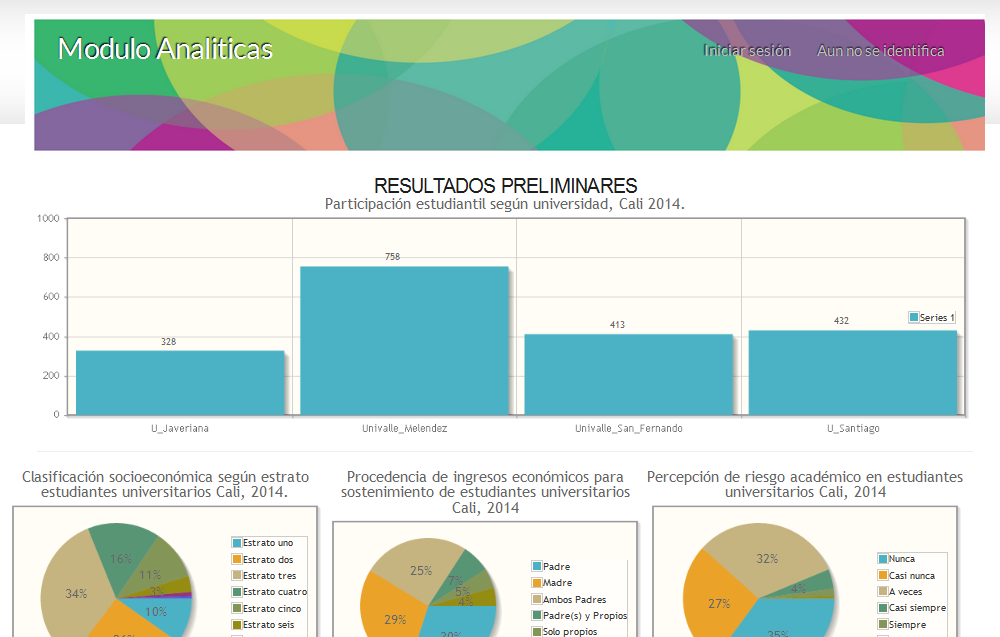 Modulo Analiticas
Iniciar sesión
Aun no se identifica
RESULTADOS PRELIMINARES
Participación estudiantil según universidad, Cali 2014.
1000
800
600
400
200
0
328
758
413
432
Series 1
U_Javeriana
Univalle_Melendez
Univalle_San_Fernando
U_Santiago
Clasificación socioeconómica según estrato
estudiantes universitarios Cali, 2014.
16%
11%
3%
10%
34%
Estrato uno
Estrato dos
Estrato tres
Estrato cuatro
Estrato cinco
Estrato seis
Procedencia de ingresos económicos para
sostenimiento de estudiantes universitarios
Cali, 2014
25%
7%
5%
4%
29%
Padre
Madre
Ambos Padres
Padre(s) y Propios
Solo propios
Percepción de riesgo académico en estudiantes
universitarios Cali, 2014
32%
4%
27%
35%
Nunca
Casi nunca
A veces
Casi siempre
Siempre